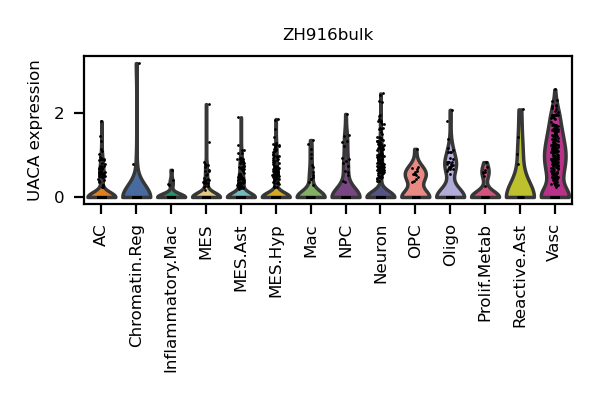 ZH916bulk
UACA expression
2
0
AC
Chromatin.Reg
Inflammatory.Mac
MES
MES.Ast
MES.Hyp
Mac
NPC
Neuron
OPC
Oligo
Prolif.Metab
Reactive.Ast
Vasc